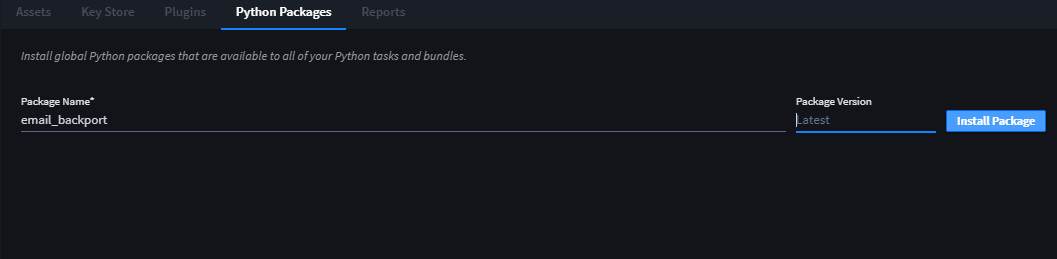 Assets Key Store Plugins Python Packages Reports
Install global Python packages that are available to all of your Python tasks and bundles.
Package Name* Package Version
email_backport Latest Install Package